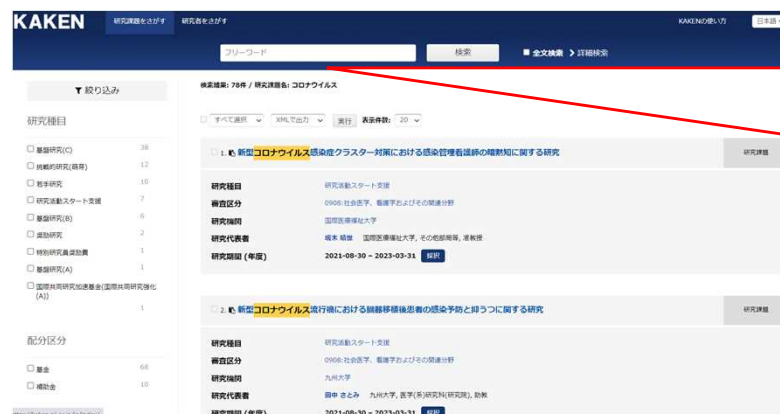 KAKEN 研究課題をさがす 研究者をさがす KAKENの使い方 日本語
フリーワード 検索 ■ 全文検索 ❯ 詳細検索
▼絞り込み
研究種目
基盤研究(C) 38
挑戦的研究(萌芽) 12
若手研究 10
研究活動スタート支援 7
基盤研究(B) 6
奨励研究 2
特別研究員奨励費 1
基盤研究(A) 1
国際共同研究加速基金(国際共同研究強化
(A))
1
配分区分
基金 68
補助金 10
検索結果: 78件 / 研究課題名: コロナウイルス
すべて選択 XMLで出力 実行 表示件数: 20
1. 新型コロナウイルス感染症クラスター対策における感染管理看護師の暗黙知に関する研究 研究課題
研究種目 研究活動スタート支援
審査区分 0908:社会医学、看護学およびその関連分野
研究機関 国際医療福祉大学
研究代表者 国際医療福祉大学, その他部局等, 准教授
研究期間 (年度) 2021-08-30 – 2023-03-31 採択
2. 新型コロナウイルス流行禍における臓器移植後患者の感染予防と抑うつに関する研究 研究課題
研究種目 研究活動スタート支援
審査区分 0908:社会医学、看護学およびその関連分野
研究機関 九州大学
研究代表者 田中 さとみ 九州大学, 医学(系)研究科(研究院), 助教
研究期間 (年度) 2021-08-30 – 2023-03-31 採択